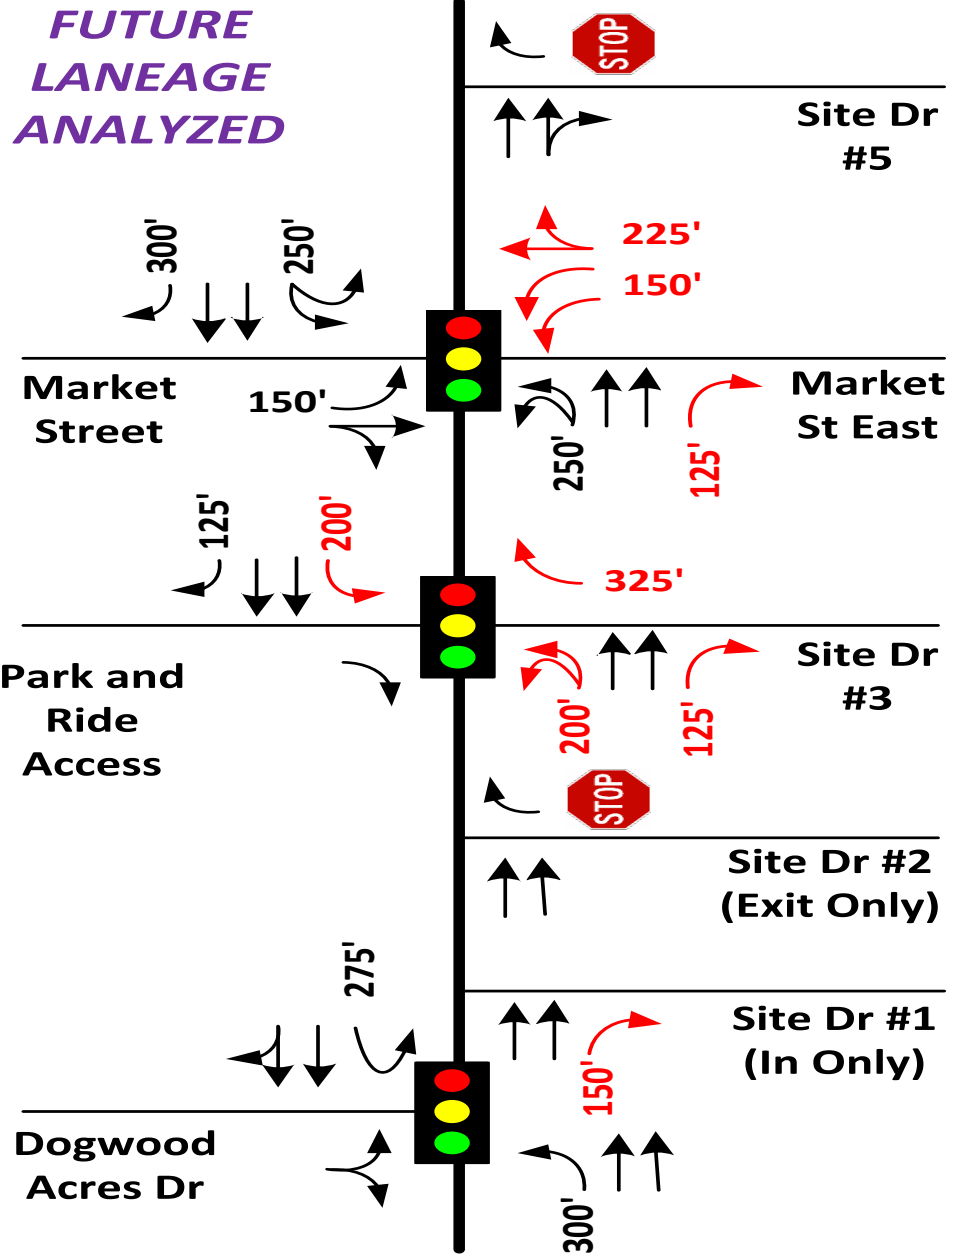 FUTURE
LANEAGE
ANALYZED
STOP
Site Dr
#5
300'
250'
225'
150'
Market
Street
150'
250'
125'
Market
St East
125'
200'
325'
Park and
Ride
Access
200'
125'
Site Dr
#3
STOP
Site Dr #2
(Exit Only)
275'
150'
Site Dr #1
(In Only)
Dogwood
Acres Dr
300'